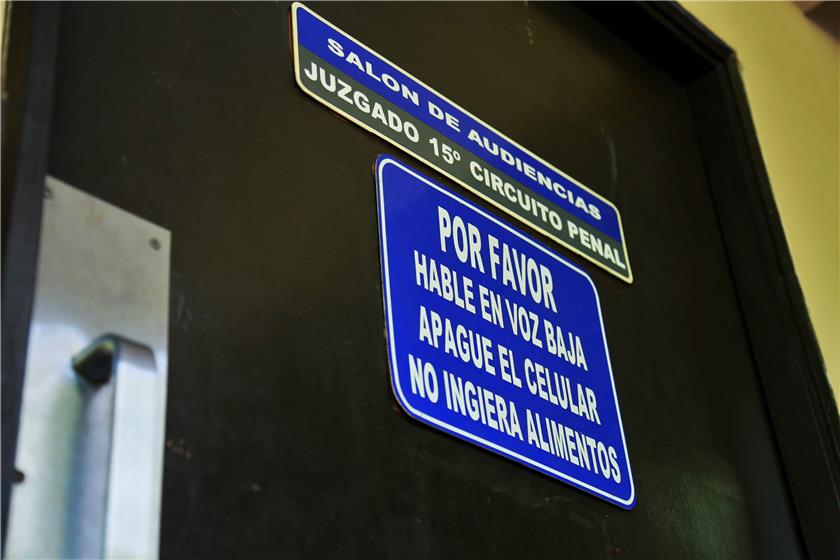 SALON DE AUDIENCIAS
JUZGADO 15º CIRCUITO PENAL
POR FAVOR
HABLE EN VOZ BAJA
APAGUE EL CELULAR
NO INGIERA ALIMENTOS